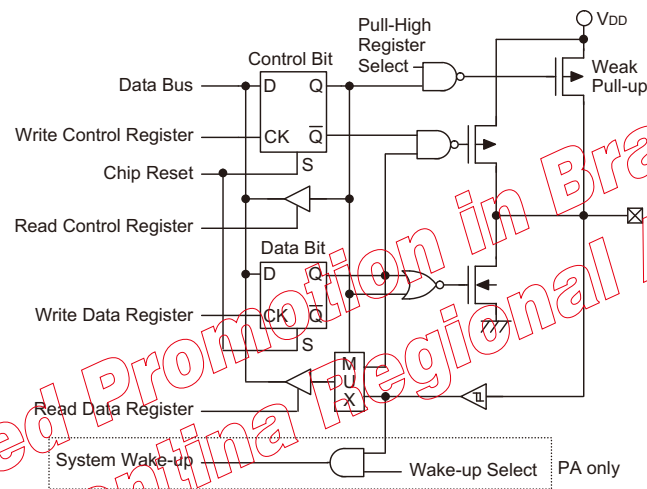 VDD
Pull-High
Register
Select
Weak
Pull-up
Control Bit
Data Bus
D Q
Write Control Register
CK Q
Chip Reset
S
Read Control Register
Data Bit
D Q
Write Data Register
CK Q
S
M
U
X
Read Data Register
System Wake-up
Wake-up Select
PA only
ed Promotion in Bra
entina Regional